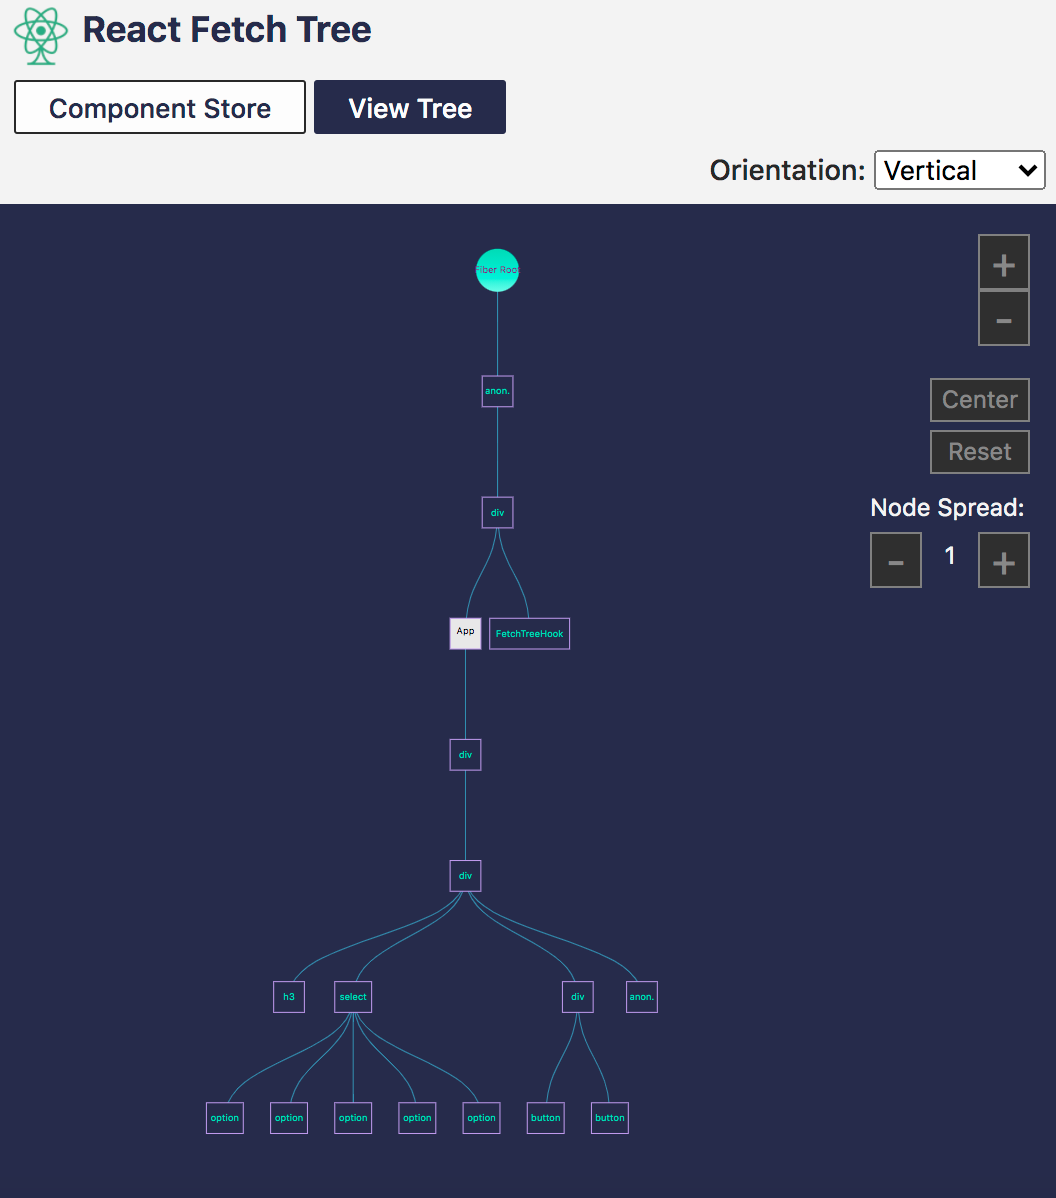 React Fetch Tree
Component Store
View Tree
Orientation: Vertical
Fiber Root
+
-
anon.
Center
Reset
div
Node Spread:
- 1 +
App
FetchTreeHook
div
div
h3
select
div
anon.
option
option
option
option
option
button
button